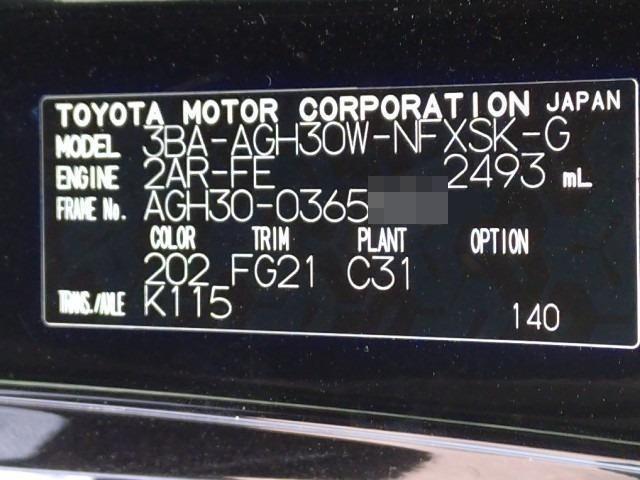 TOYOTA MOTOR CORPORATION JAPAN
MODEL 3BA-AGH30W-NFXSK-G
ENGINE 2AR-FE 2493 mL
FRAME No. AGH30-0365
COLOR TRIM PLANT OPTION
202 FG21 C31
TRANS./AXLE K115
140